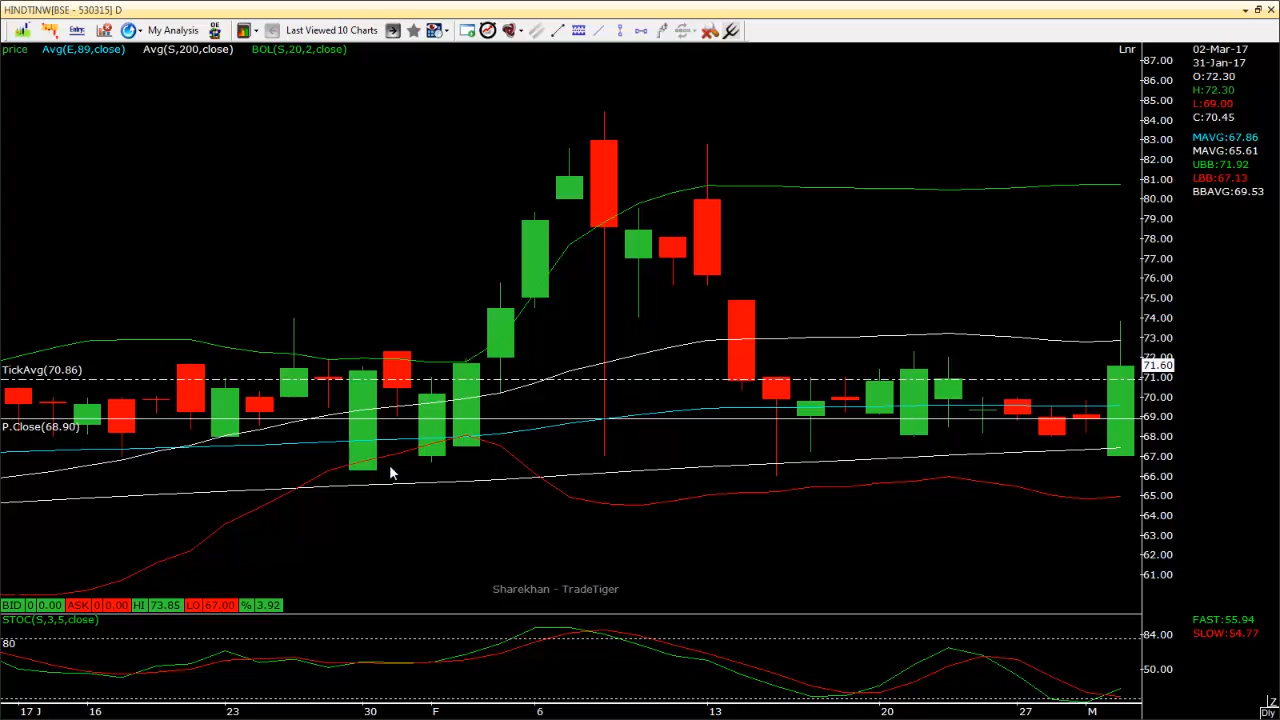 HINDTINW[BSE - 530315] D
Entry My Analysis Last Viewed 10 Charts
price Avg(E,89,close) Avg(S,200,close) BOL(S,20,2,close) Lnr
02-Mar-17
31-Jan-17
O:72.30
H:72.30
L:69.00
C:70.45
MAVG:67.86
MAVG:65.61
UBB:71.92
LBB:67.13
BBAVG:69.53
87.00
86.00
85.00
84.00
83.00
82.00
81.00
80.00
79.00
78.00
77.00
76.00
75.00
74.00
73.00
72.00
71.60
71.00
70.00
69.00
68.00
67.00
66.00
65.00
64.00
63.00
62.00
61.00
TickAvg(70.86)
P.Close(68.90)
Sharekhan - TradeTiger
BID 0 0.00 ASK 0 0.00 HI 73.85 LO 67.00 % 3.92
STOC(S,3,5,close)
80
84.00
50.00
FAST:55.94
SLOW:54.77
17 J 16 23 30 F 6 13 20 27 M
Z
Dly